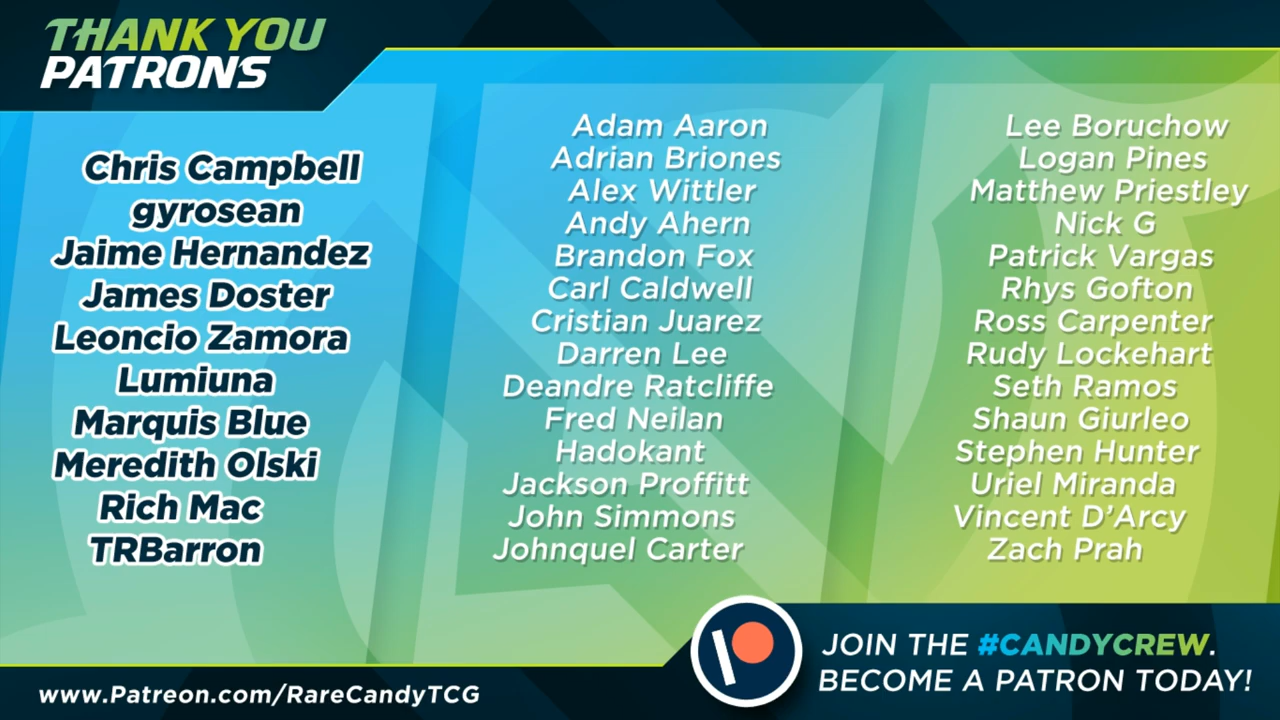 THANK YOU
PATRONS
Chris Campbell
gyrosean
Jaime Hernandez
James Doster
Leoncio Zamora
Lumiuna
Marquis Blue
Meredith Olski
Rich Mac
TRBarron
Adam Aaron
Adrian Briones
Alex Wittler
Andy Ahern
Brandon Fox
Carl Caldwell
Cristian Juarez
Darren Lee
Deandre Ratcliffe
Fred Neilan
Hadokant
Jackson Proffitt
John Simmons
Johnquel Carter
Lee Boruchow
Logan Pines
Matthew Priestley
Nick G
Patrick Vargas
Rhys Gofton
Ross Carpenter
Rudy Lockehart
Seth Ramos
Shaun Giurleo
Stephen Hunter
Uriel Miranda
Vincent D’Arcy
Zach Prah
www.Patreon.com/RareCandyTCG
JOIN THE #CANDYCREW.
BECOME A PATRON TODAY!